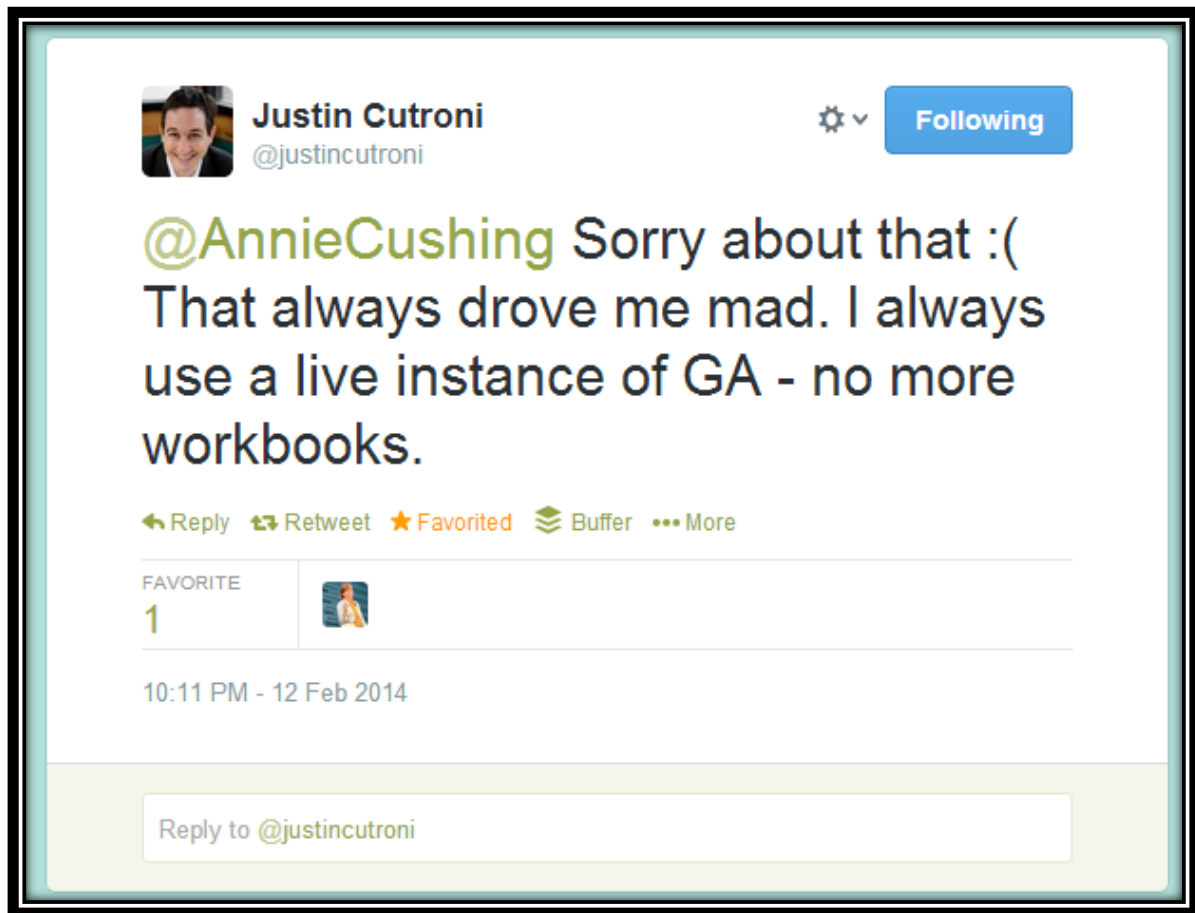 Justin Cutroni
@justincutroni
Following
@AnnieCushing Sorry about that :(
That always drove me mad. I always
use a live instance of GA - no more
workbooks.
Reply Retweet Favorited Buffer More
FAVORITE
1
10:11 PM - 12 Feb 2014
Reply to @justincutroni